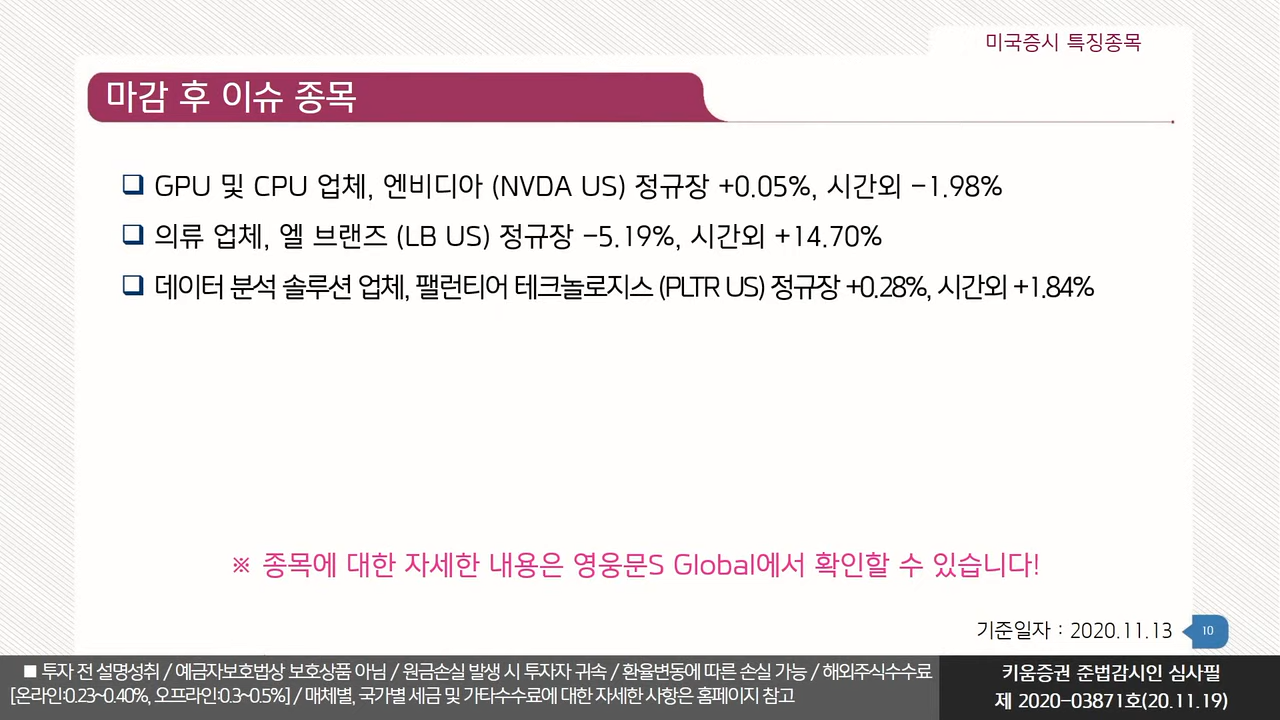 미국증시 특징종목
마감 후 이슈 종목
❑ GPU 및 CPU 업체, 엔비디아 (NVDA US) 정규장 +0.05%, 시간외 -1.98%
❑ 의류 업체, 엘 브랜즈 (LB US) 정규장 -5.19%, 시간외 +14.70%
❑ 데이터 분석 솔루션 업체, 팰런티어 테크놀로지스 (PLTR US) 정규장 +0.28%, 시간외 +1.84%
※ 종목에 대한 자세한 내용은 영웅문S Global에서 확인할 수 있습니다!
기준일자 : 2020.11.13
10
■ 투자 전 설명성취 / 예금자보호법상 보호상품 아님 / 원금손실 발생 시 투자자 귀속 / 환율변동에 따른 손실 가능 / 해외주식수수료
[온라인:0.23~0.40%, 오프라인:0.3~0.5%] / 매체별, 국가별 세금 및 기타수수료에 대한 자세한 사항은 홈페이지 참고
키움증권 준법감시인 심사필
제 2020-03871호(20.11.19)